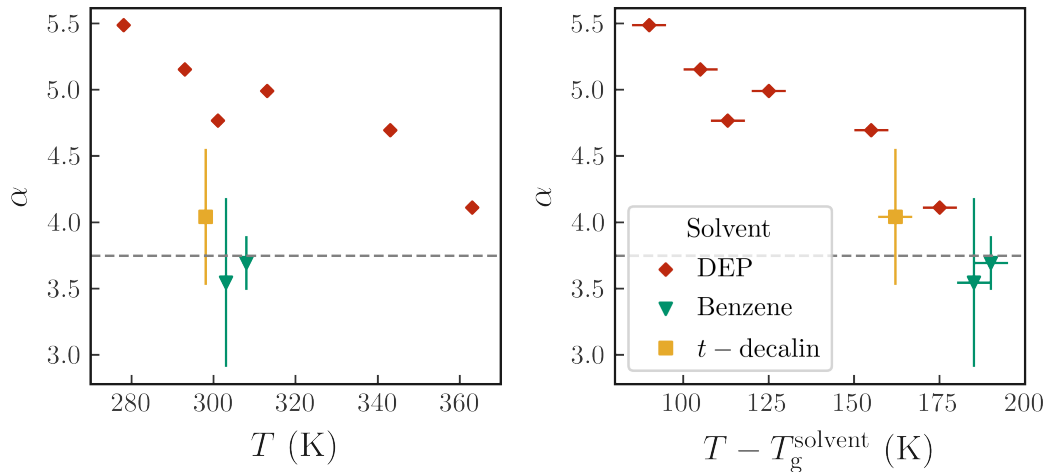 5.5
5.0
4.5
4.0
3.5
3.0
α
280
300
320
340
360
T (K)
5.5
5.0
4.5
4.0
3.5
3.0
α
Solvent
DEP
Benzene
t − decalin
100
125
150
175
200
T − T_g^solvent (K)